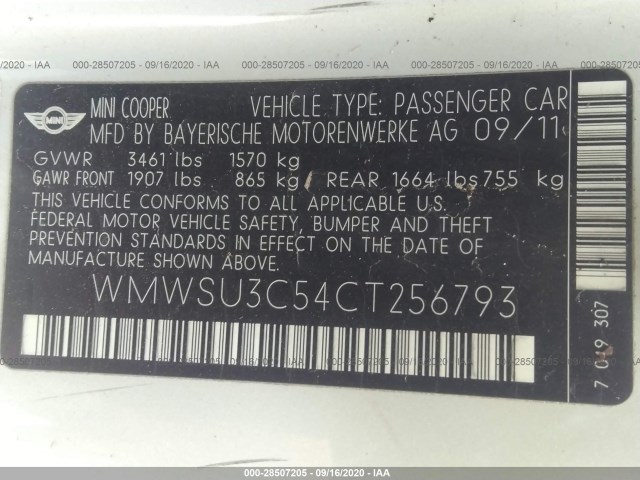 000-28507205 - 09/16/2020 - IAA
MINI
MINI COOPER VEHICLE TYPE: PASSENGER CAR
MFD BY BAYERISCHE MOTORENWERKE AG 09/11
GVWR 3461 lbs 1570 kg
GAWR FRONT 1907 lbs 865 kg REAR 1664 lbs 755 kg
THIS VEHICLE CONFORMS TO ALL APPLICABLE U.S.
FEDERAL MOTOR VEHICLE SAFETY, BUMPER AND THEFT
PREVENTION STANDARDS IN EFFECT ON THE DATE OF
MANUFACTURE SHOWN ABOVE.
WMWSU3C54CT256793
7 049 307
000-28507205 - 09/16/2020 - IAA